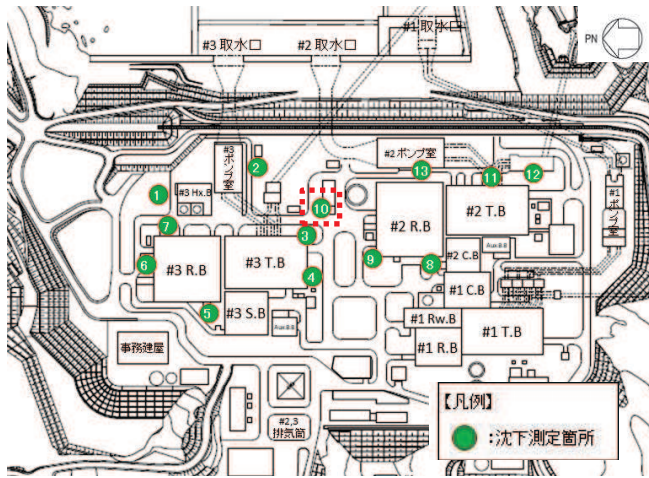 #3 取水口
#2 取水口
#1 取水口
PN
#3 ポンプ室
#2 ポンプ室
#1 ポンプ室
2
13
11
12
1
#3 Hx.B
10
7
3
#2 R.B
#2 T.B
6
#3 R.B
#3 T.B
4
9
8
#2 C.B
Aux.B.B
#1 C.B
5
#3 S.B
Aux.B.B
#1 Rw.B
#1 T.B
#1 R.B
事務建屋
#2,3
排気筒
【凡例】
:沈下測定箇所